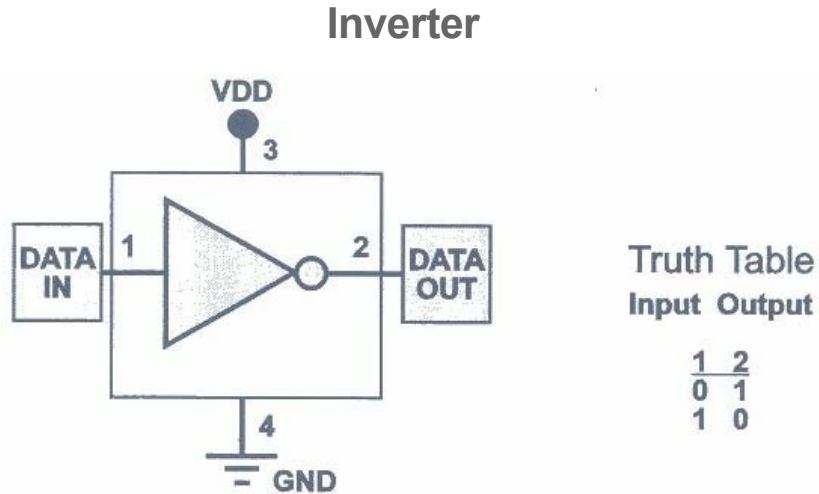 Inverter
VDD
3
DATA
IN
1
2
DATA
OUT
4
GND
Truth Table
Input Output
1 2
0 1
1 0